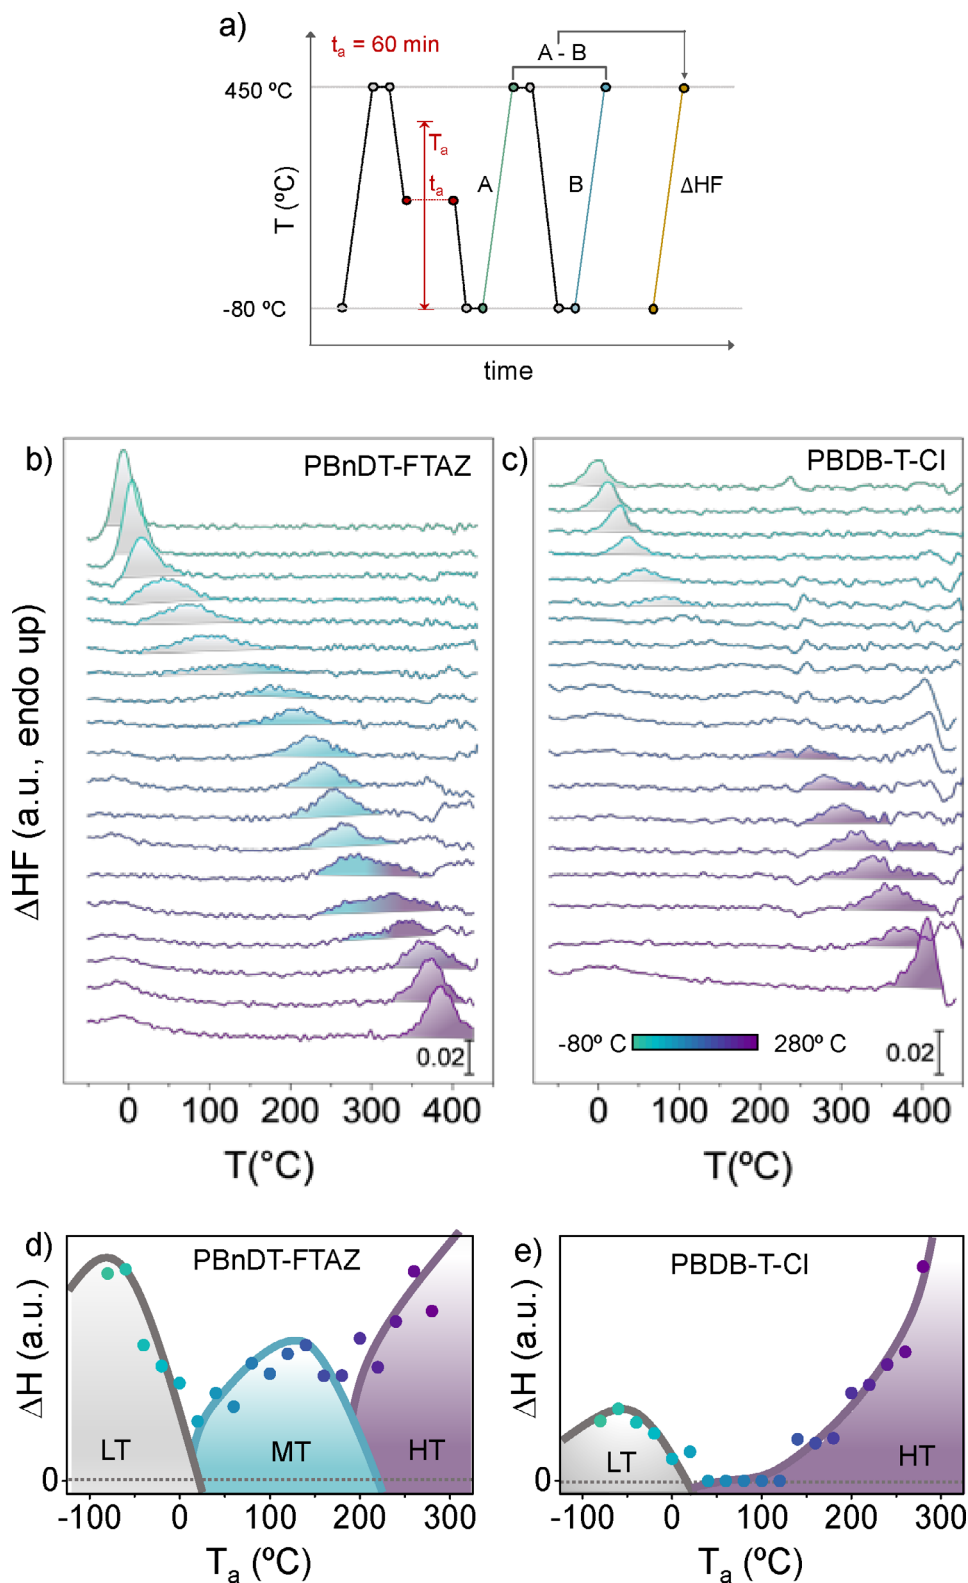 a)
tₐ = 60 min
A - B
450 ºC
Tₐ
tₐ
A
B
ΔHF
T (ºC)
-80 ºC
time
b)
PBnDT-FTAZ
c)
PBDB-T-Cl
ΔHF (a.u., endo up)
-80º C
280º C
0.02
0.02
0 100 200 300 400
0 100 200 300 400
T(°C)
T(ºC)
d)
PBnDT-FTAZ
e)
PBDB-T-Cl
ΔH (a.u.)
ΔH (a.u.)
LT
MT
HT
LT
HT
0
0
-100 0 100 200 300
-100 0 100 200 300
Tₐ (ºC)
Tₐ (ºC)